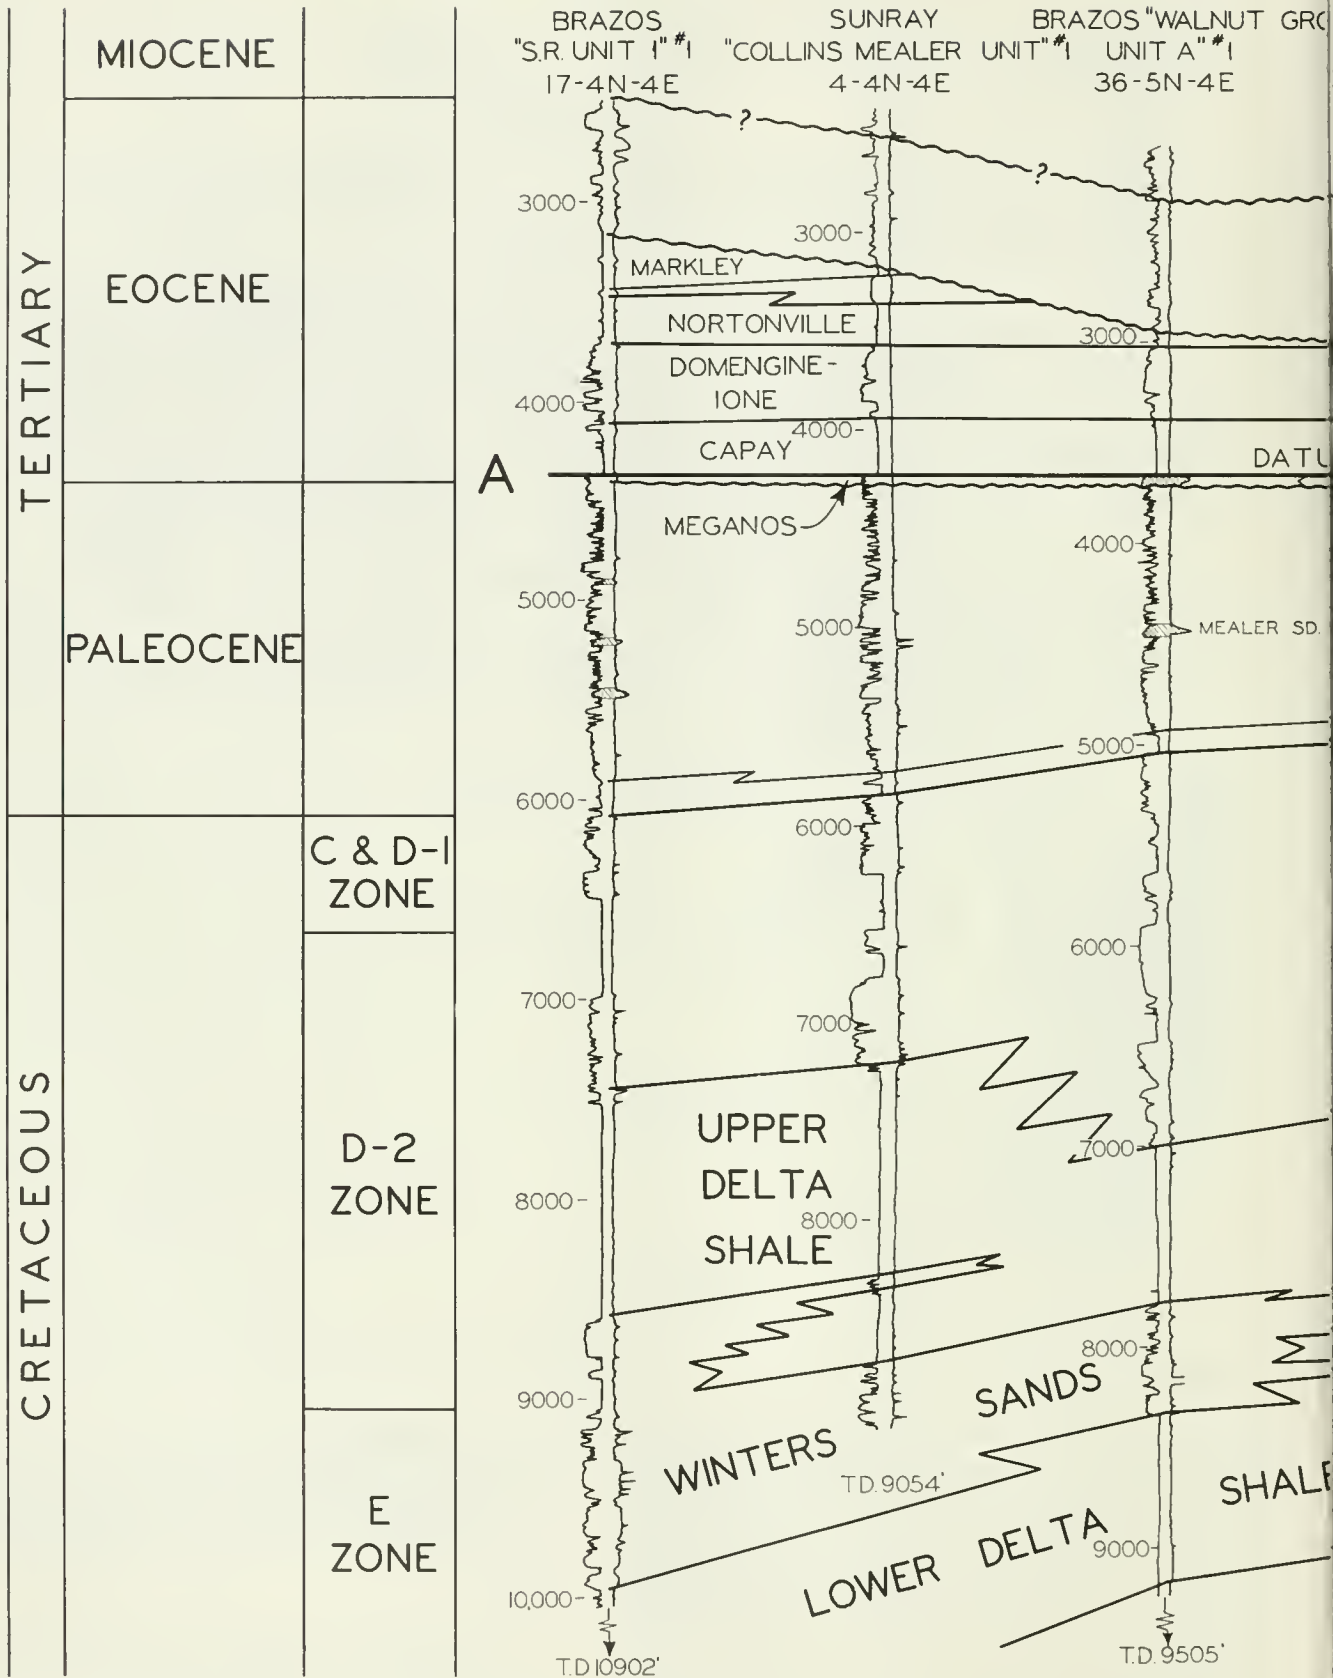 BRAZOS
"S.R. UNIT 1" #1
17-4N-4E
SUNRAY
"COLLINS MEALER UNIT" #1
4-4N-4E
BRAZOS "WALNUT GRO
UNIT A" #1
36-5N-4E
TERTIARY
MIOCENE
EOCENE
PALEOCENE
CRETACEOUS
C & D-1
ZONE
D-2
ZONE
E
ZONE
?
?
3000-
3000-
MARKLEY
NORTONVILLE
3000-
DOMENGINE-
IONE
4000-
4000-
CAPAY
DATU
A
MEGANOS
4000-
5000-
5000-
MEALER SD.
5000-
6000-
6000-
6000-
7000-
7000-
UPPER
DELTA
SHALE
7000-
8000-
8000-
8000-
9000-
WINTERS
SANDS
T.D. 9054'
SHALE
LOWER DELTA
9000-
10,000-
T.D 10902'
T.D. 9505'